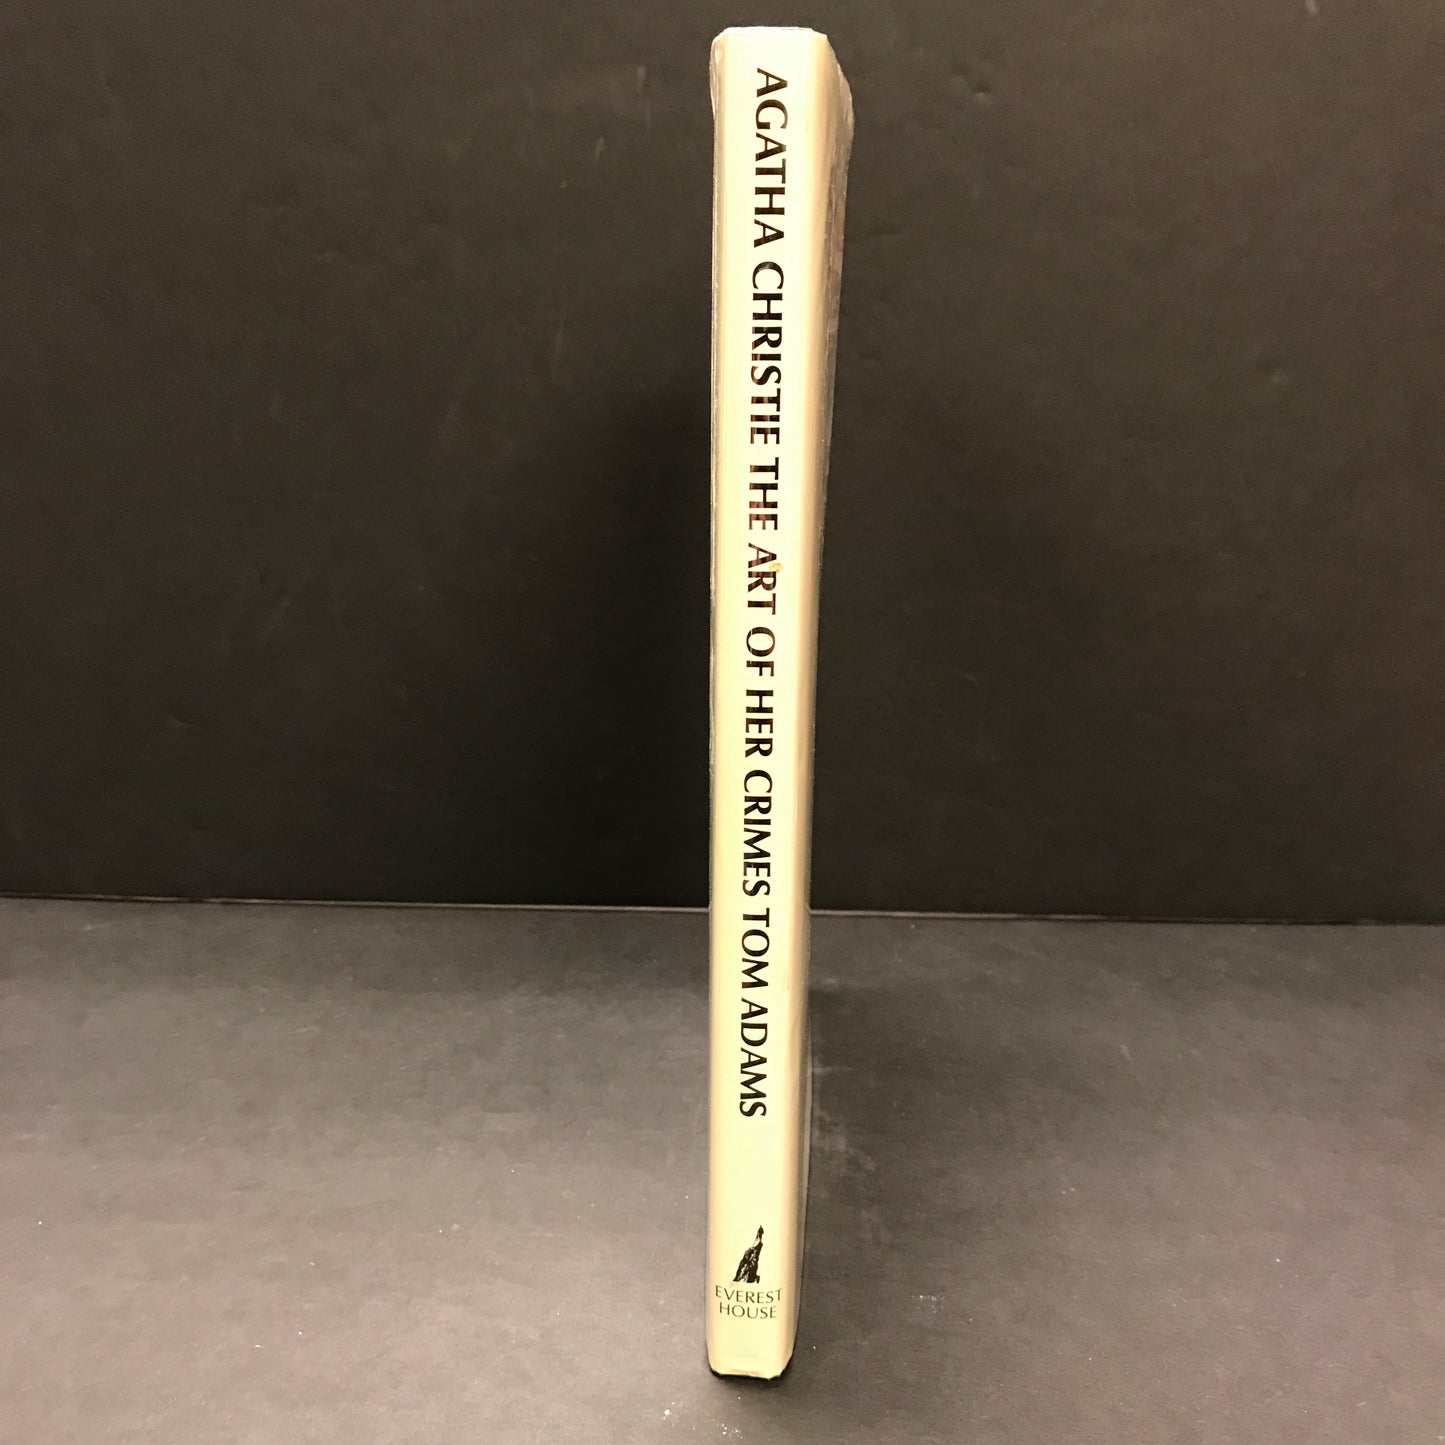 AGATHA CHRISTIE THE ART OF HER CRIMES TOM ADAMS
EVEREST
HOUSE